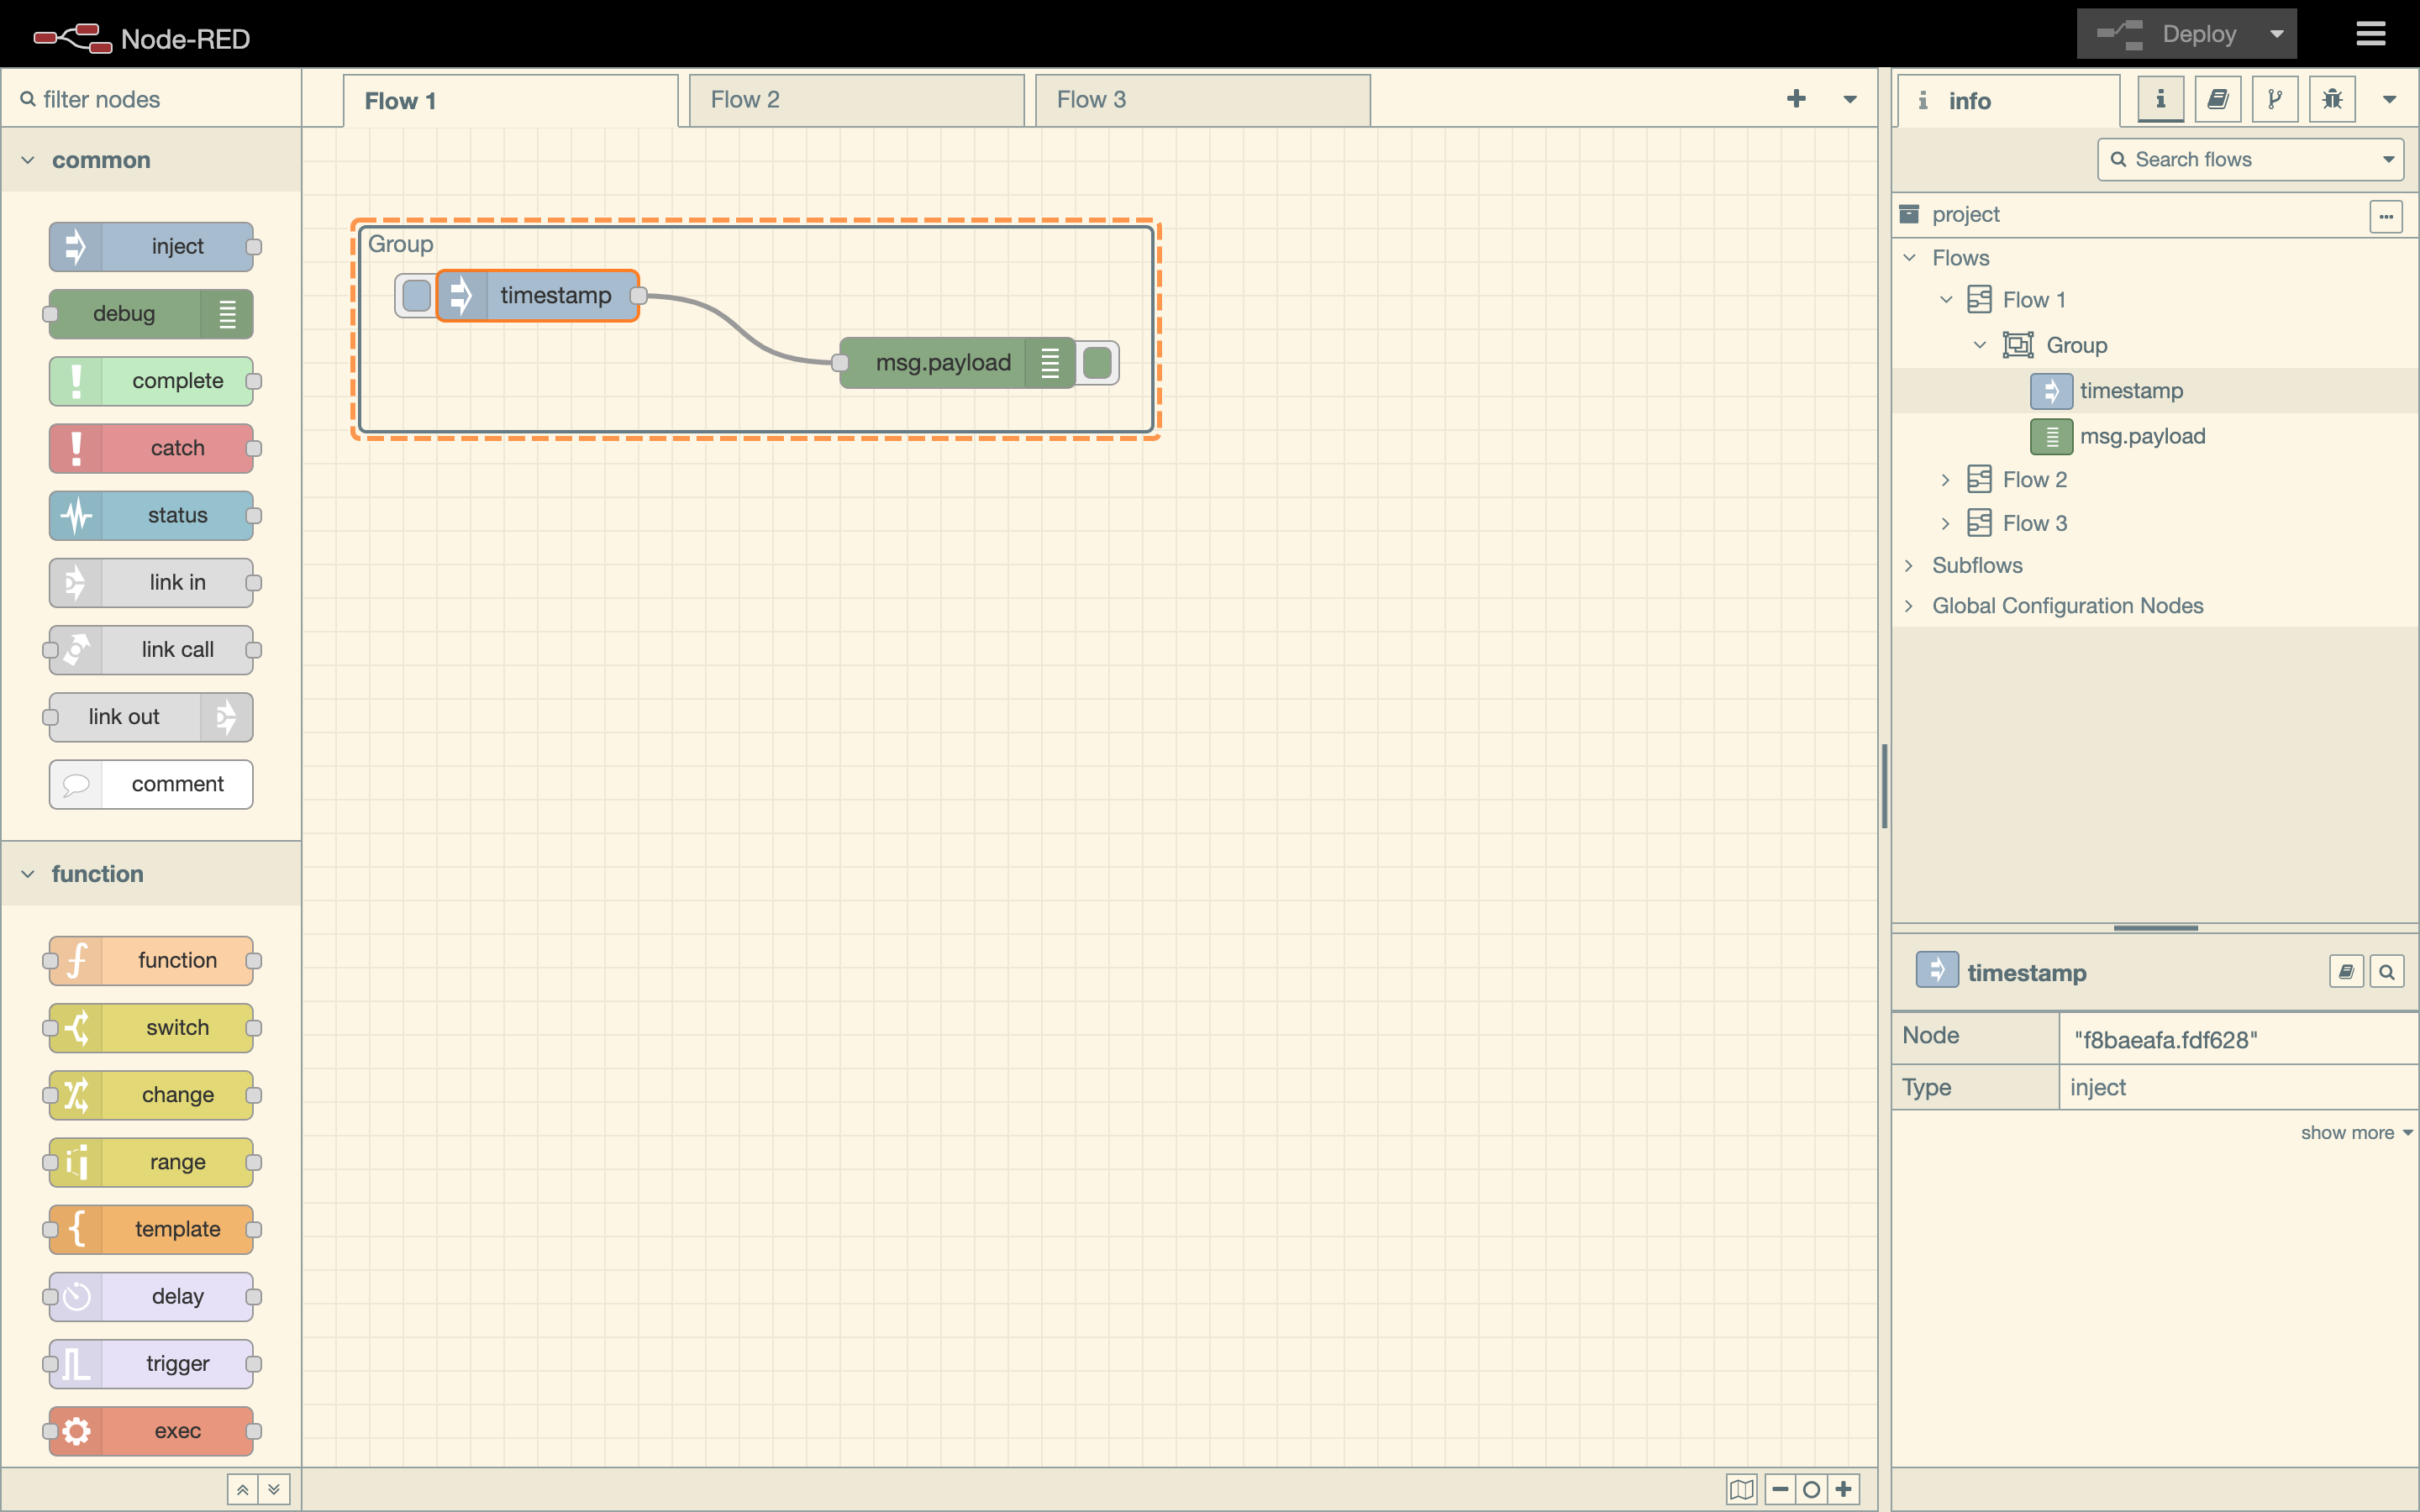 Node-RED
Deploy
filter nodes
Flow 1
Flow 2
Flow 3
info
common
Search flows
inject
debug
complete
catch
status
link in
link call
link out
comment
function
function
switch
change
range
template
delay
trigger
exec
Group
timestamp
msg.payload
project
Flows
Flow 1
Group
timestamp
msg.payload
Flow 2
Flow 3
Subflows
Global Configuration Nodes
timestamp
Node "f8baeafa.fdf628"
Type inject
show more